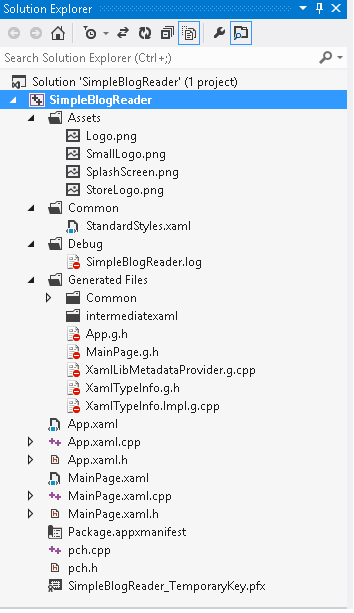 Solution Explorer
Search Solution Explorer (Ctrl+;)
Solution 'SimpleBlogReader' (1 project)
SimpleBlogReader
Assets
Logo.png
SmallLogo.png
SplashScreen.png
StoreLogo.png
Common
StandardStyles.xaml
Debug
SimpleBlogReader.log
Generated Files
Common
intermediatexaml
App.g.h
MainPage.g.h
XamlLibMetadataProvider.g.cpp
XamlTypeInfo.g.h
XamlTypeInfo.Impl.g.cpp
App.xaml
App.xaml.cpp
App.xaml.h
MainPage.xaml
MainPage.xaml.cpp
MainPage.xaml.h
Package.appxmanifest
pch.cpp
pch.h
SimpleBlogReader_TemporaryKey.pfx